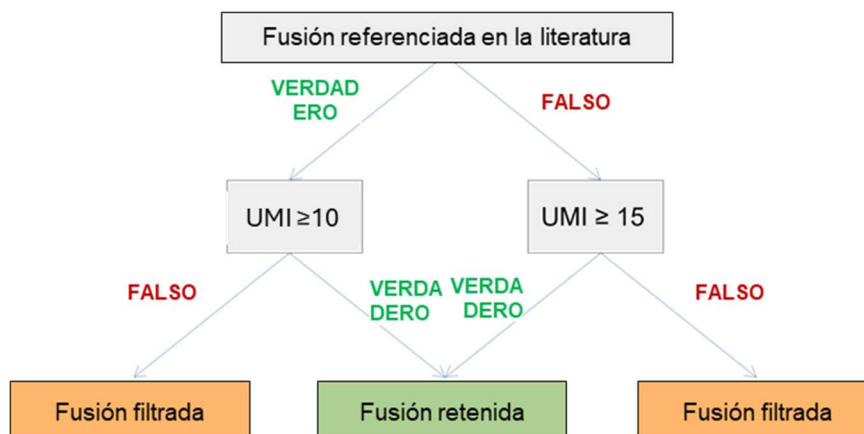 Fusión referenciada en la literatura
VERDAD
ERO
FALSO
UMI ≥10
UMI ≥ 15
FALSO
VERDA
DERO
VERDA
DERO
FALSO
Fusión filtrada
Fusión retenida
Fusión filtrada